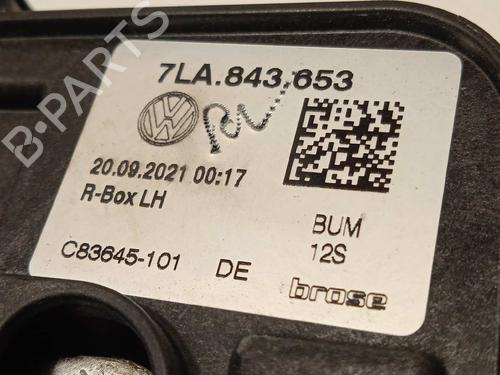 7LA.843.653
20.09.2021 00:17
R-Box LH
BUM
12S
C83645-101 DE
brose
B-PARTS